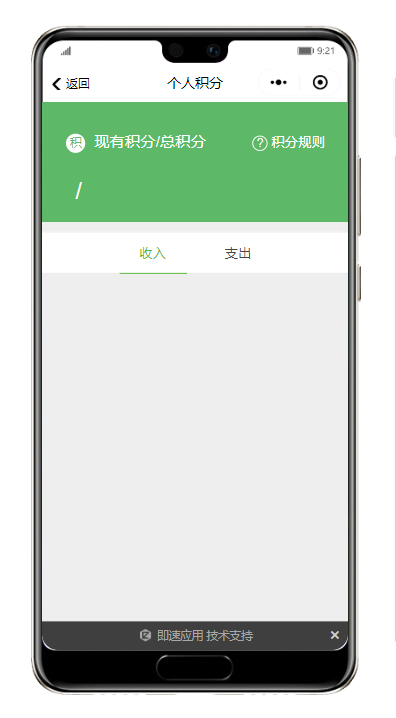 9:21
返回
个人积分
积 现有积分/总积分
? 积分规则
/
收入 支出
即速应用 技术支持 ×